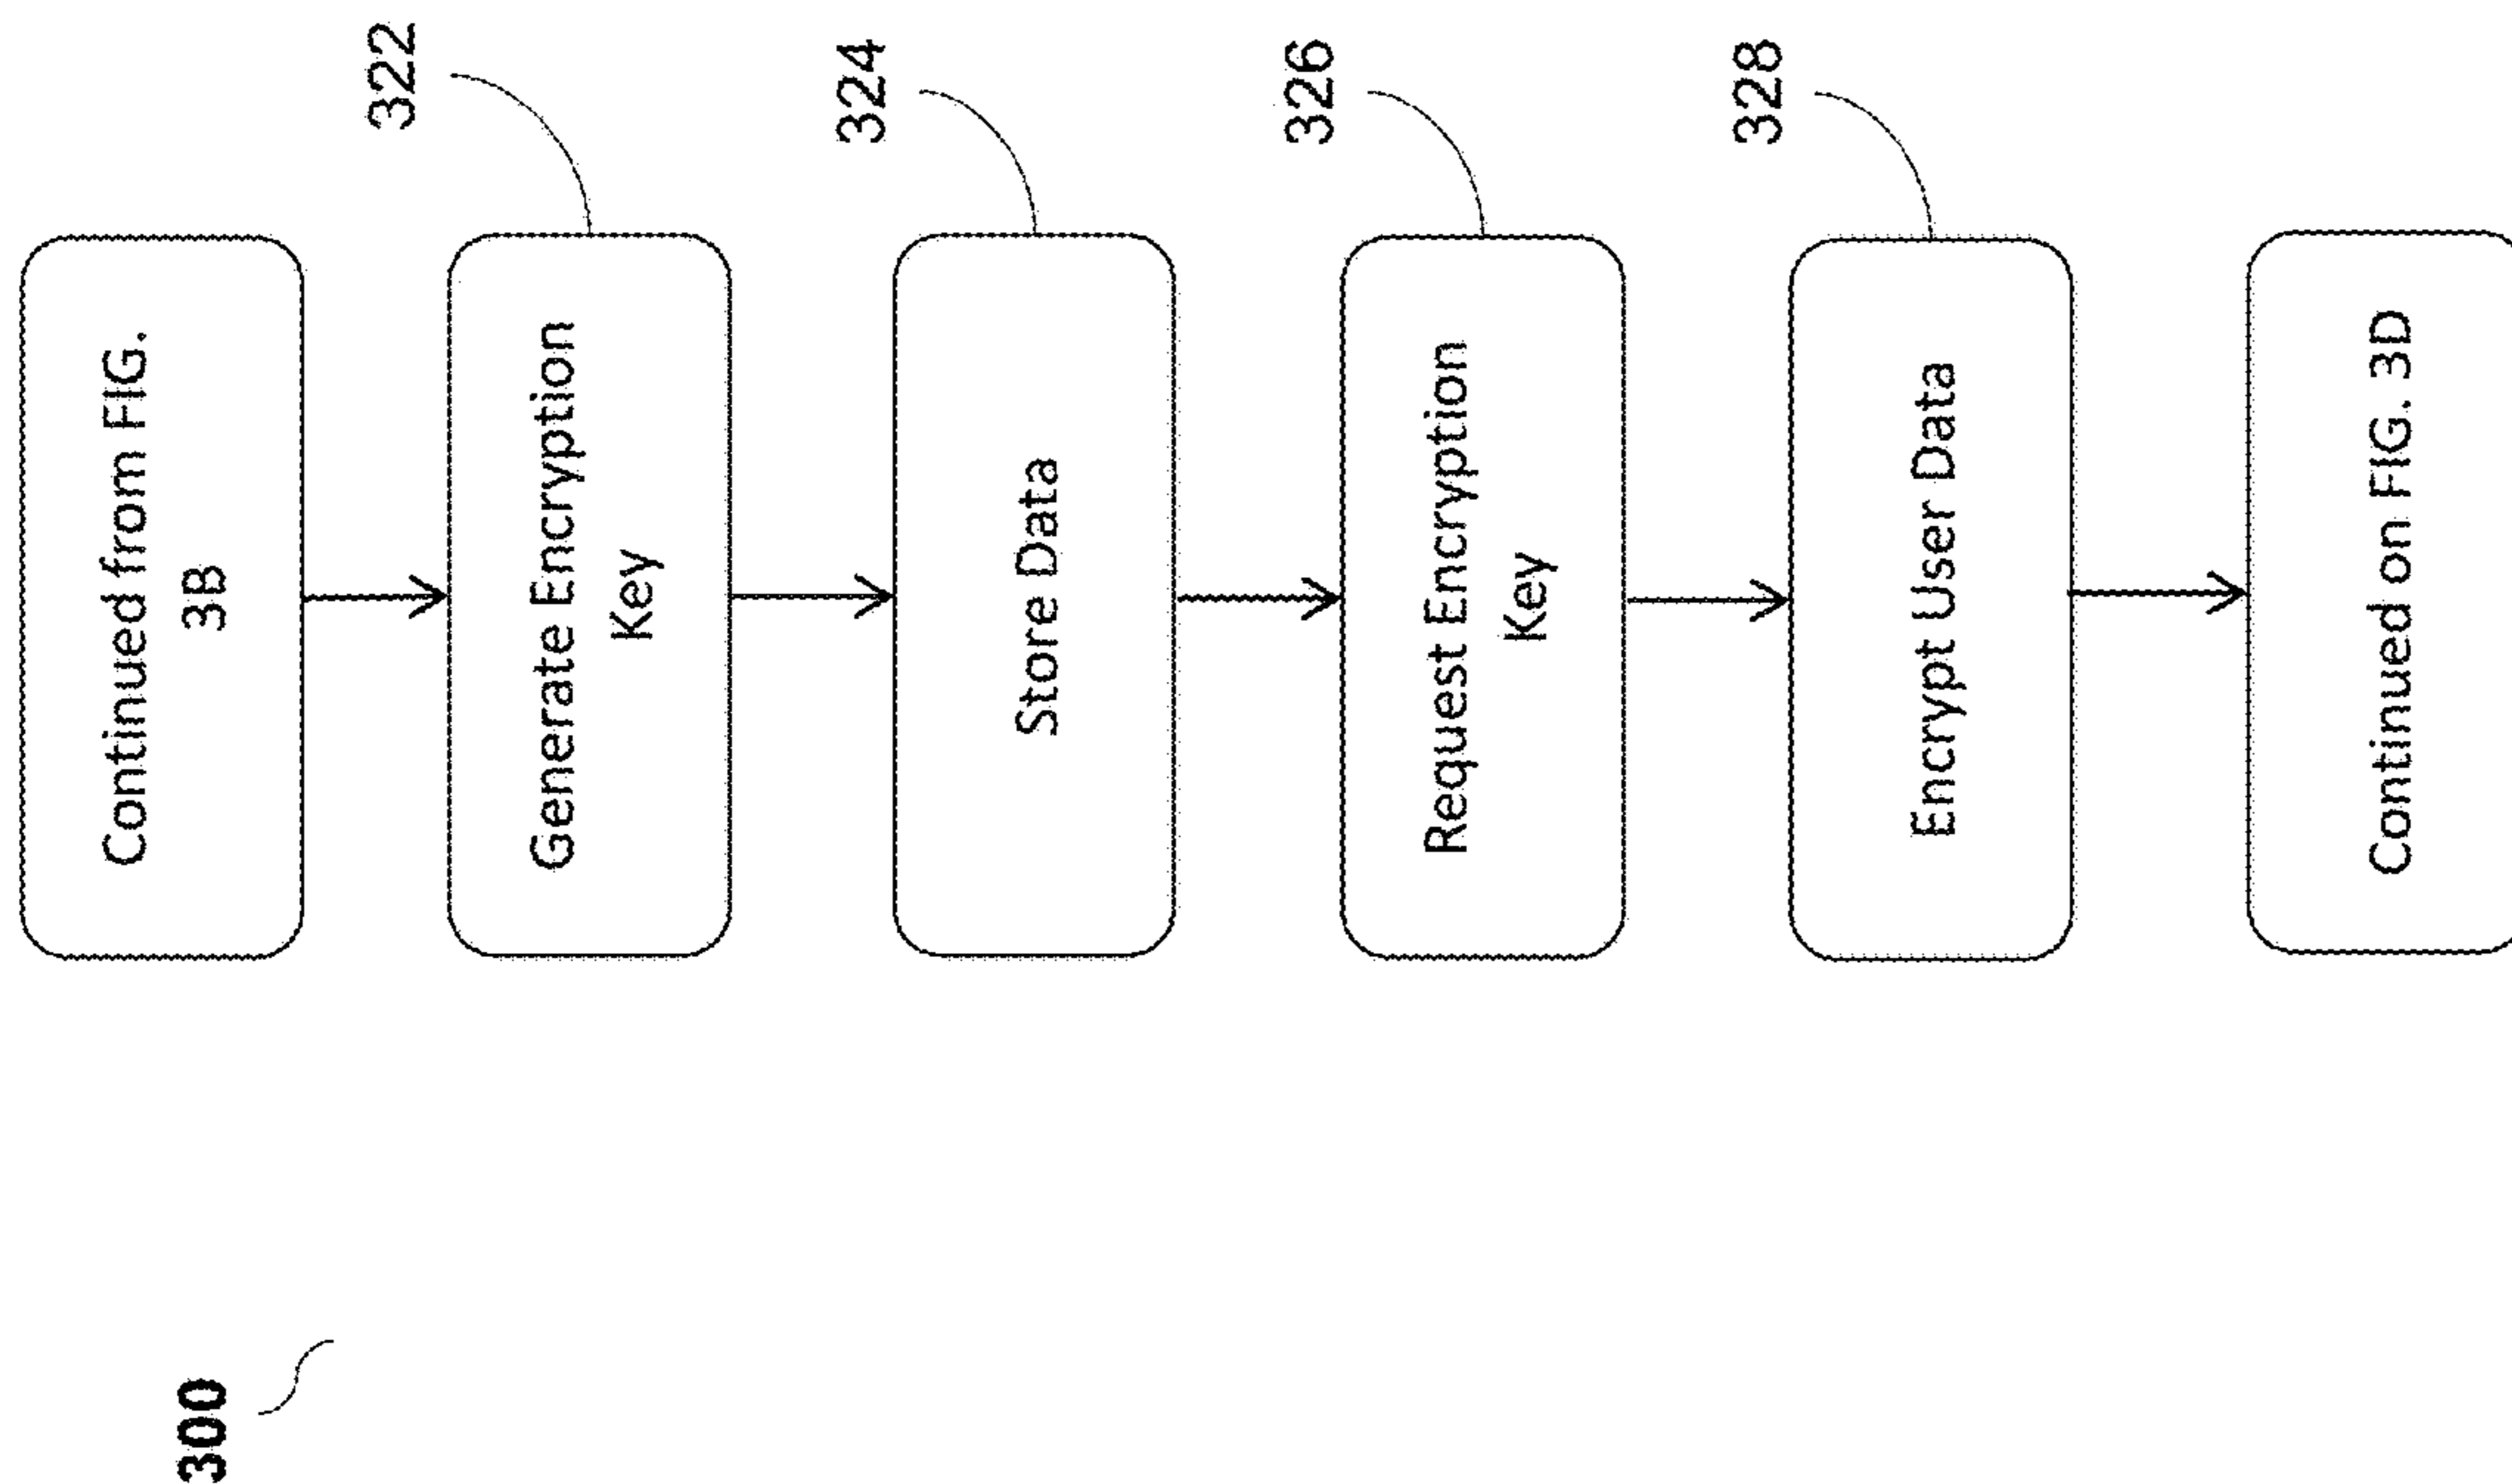 300
Continued from FIG.
3B
322
Generate Encryption
Key
324
Store Data
326
Request Encryption
Key
328
Encrypt User Data
Continued on FIG. 3D